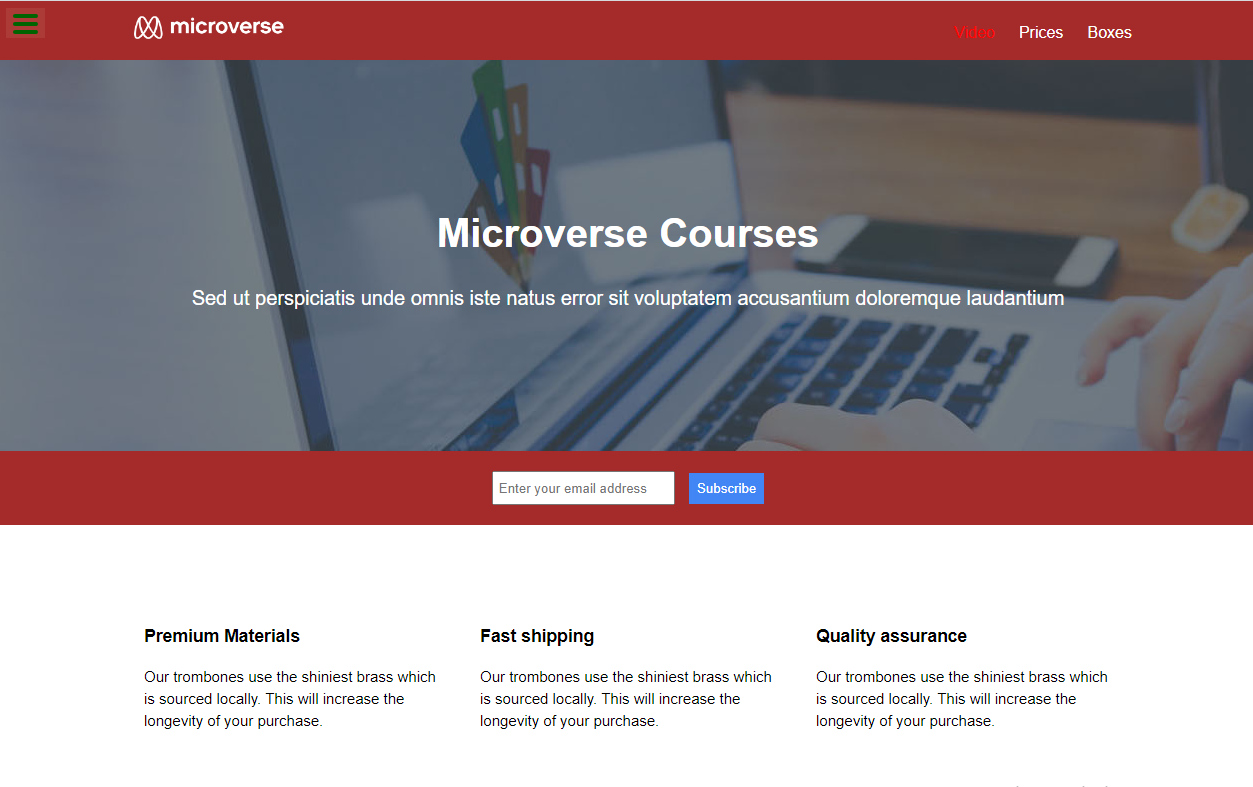 microverse
Video Prices Boxes
Microverse Courses
Sed ut perspiciatis unde omnis iste natus error sit voluptatem accusantium doloremque laudantium
Enter your email address Subscribe
Premium Materials
Our trombones use the shiniest brass which
is sourced locally. This will increase the
longevity of your purchase.
Fast shipping
Our trombones use the shiniest brass which
is sourced locally. This will increase the
longevity of your purchase.
Quality assurance
Our trombones use the shiniest brass which
is sourced locally. This will increase the
longevity of your purchase.